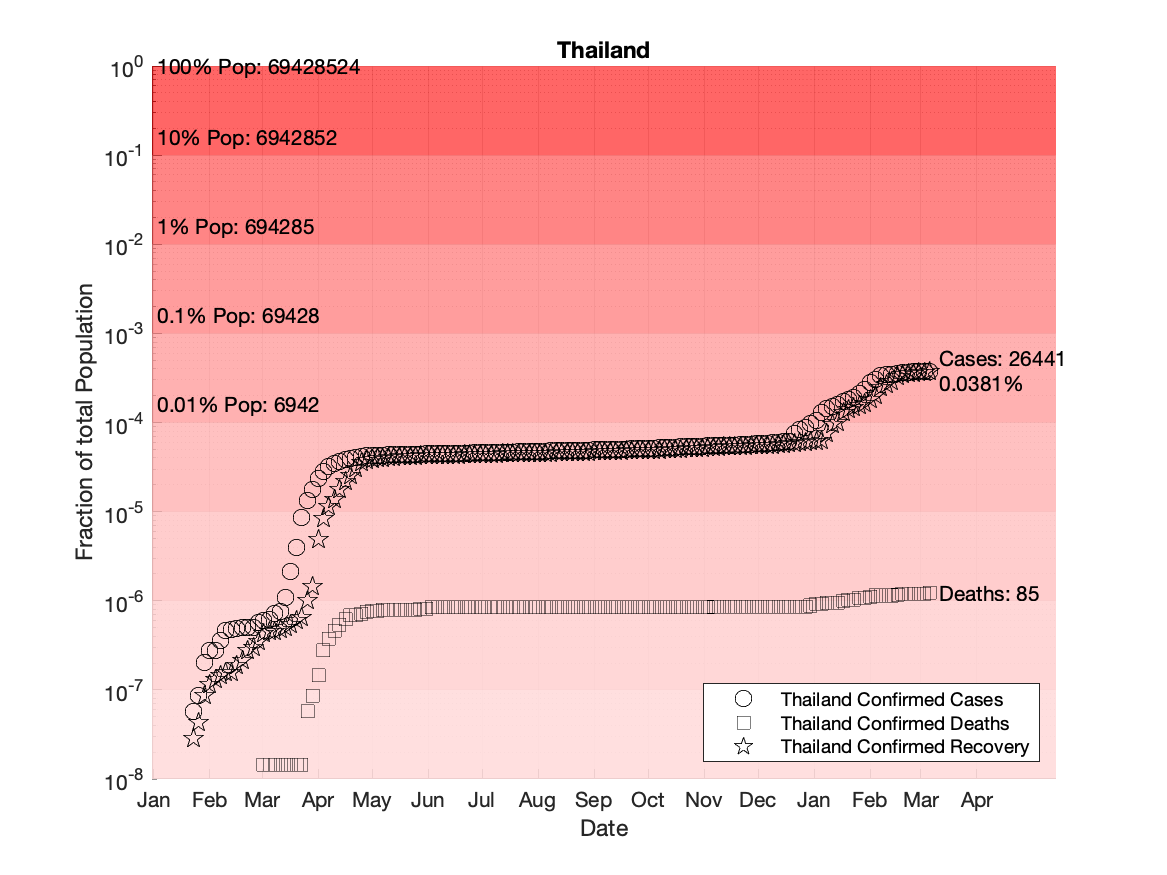 Thailand
10^0
100% Pop: 69428524
10% Pop: 6942852
10^-1
1% Pop: 694285
10^-2
0.1% Pop: 69428
10^-3
Cases: 26441
0.0381%
0.01% Pop: 6942
10^-4
10^-5
10^-6
Deaths: 85
10^-7
10^-8
Fraction of total Population
Thailand Confirmed Cases
Thailand Confirmed Deaths
Thailand Confirmed Recovery
Jan Feb Mar Apr May Jun Jul Aug Sep Oct Nov Dec Jan Feb Mar Apr
Date